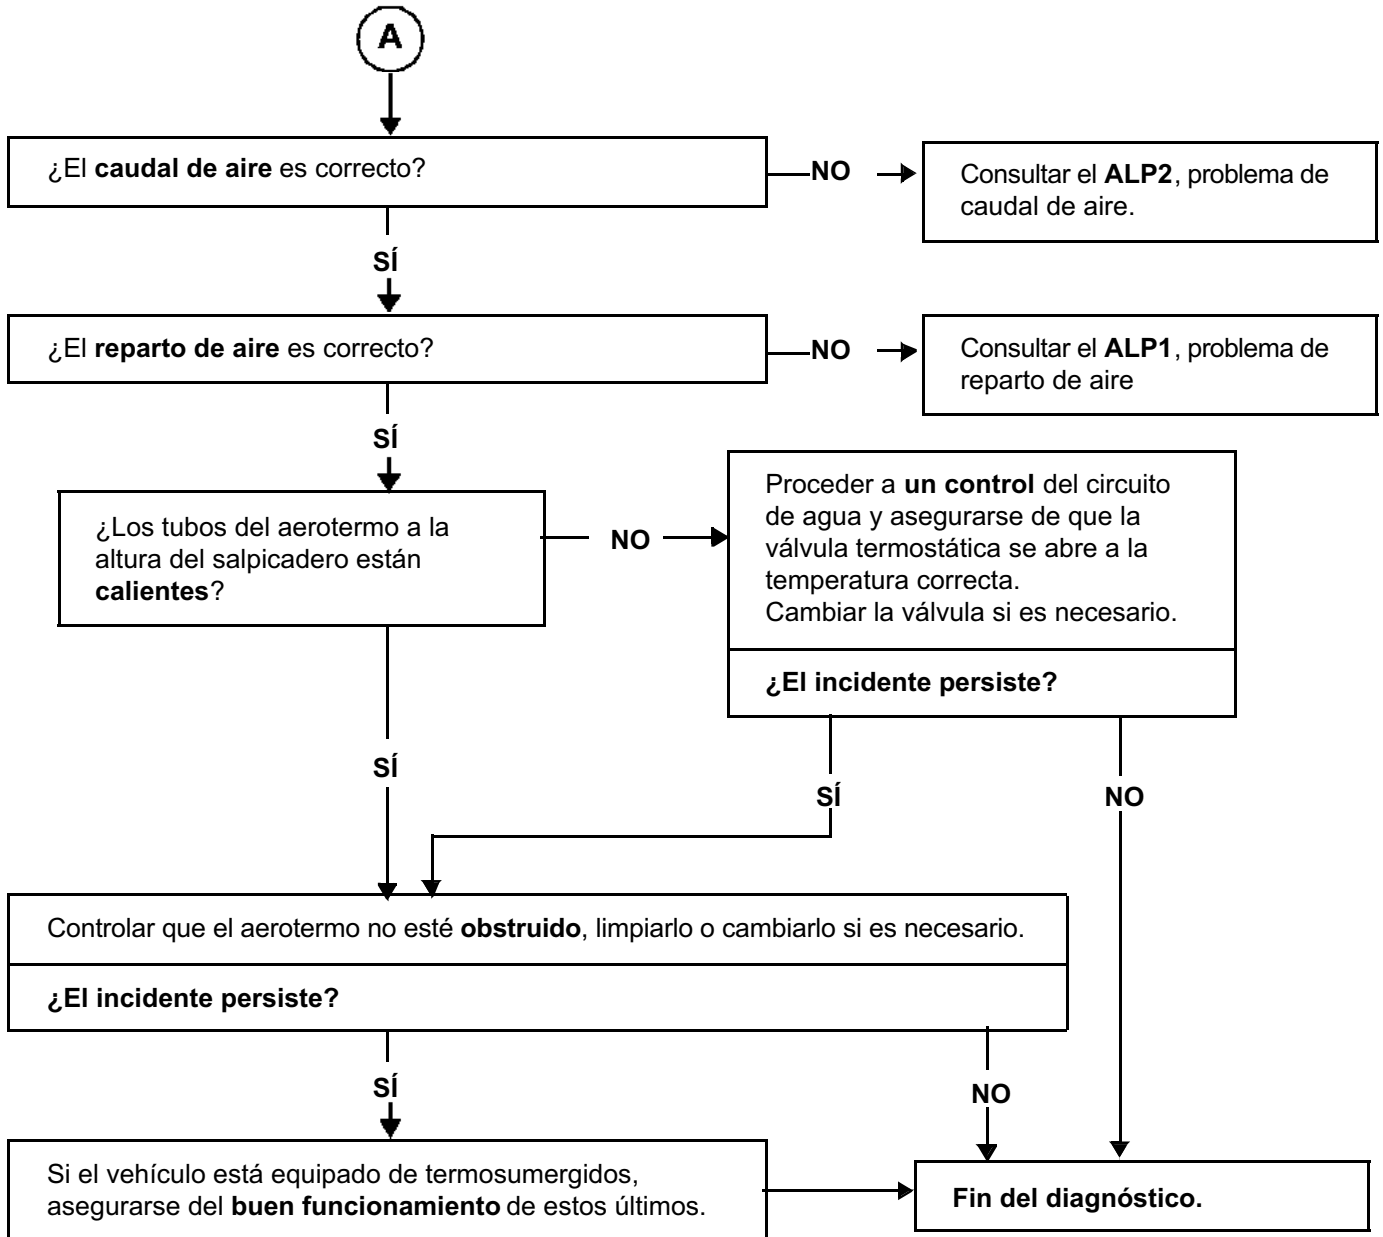 A
¿El caudal de aire es correcto?
NO
Consultar el ALP2, problema de
caudal de aire.
SÍ
¿El reparto de aire es correcto?
NO
Consultar el ALP1, problema de
reparto de aire
SÍ
¿Los tubos del aerotermo a la
altura del salpicadero están
calientes?
NO
Proceder a un control del circuito
de agua y asegurarse de que la
válvula termostática se abre a la
temperatura correcta.
Cambiar la válvula si es necesario.
¿El incidente persiste?
SÍ
SÍ
NO
Controlar que el aerotermo no esté obstruido, limpiarlo o cambiarlo si es necesario.
¿El incidente persiste?
SÍ
NO
Si el vehículo está equipado de termosumergidos,
asegurarse del buen funcionamiento de estos últimos.
Fin del diagnóstico.